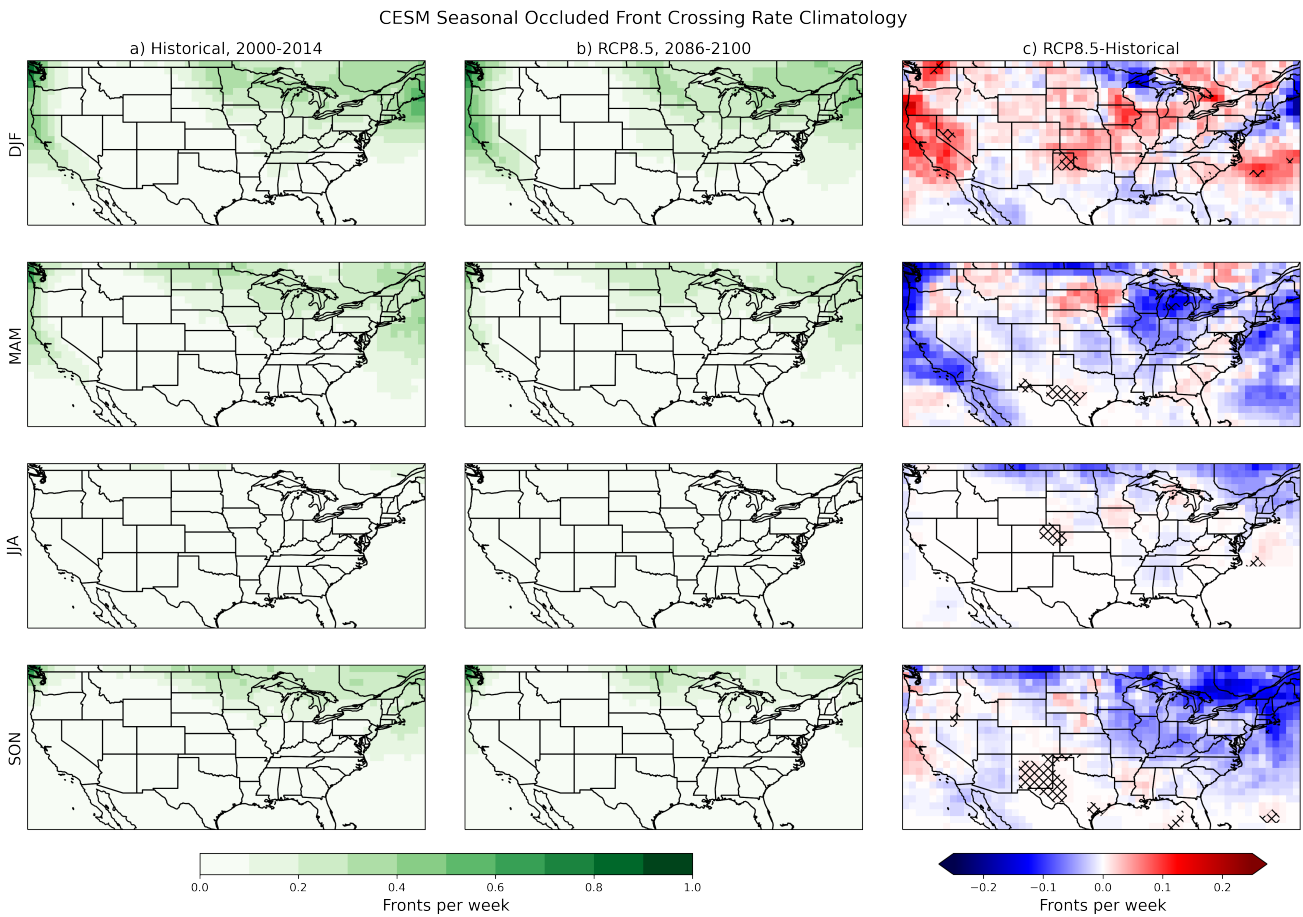 CESM Seasonal Occluded Front Crossing Rate Climatology
a) Historical, 2000-2014
b) RCP8.5, 2086-2100
c) RCP8.5-Historical
DJF
MAM
JJA
SON
0.0 0.2 0.4 0.6 0.8 1.0
Fronts per week
−0.2 −0.1 0.0 0.1 0.2
Fronts per week